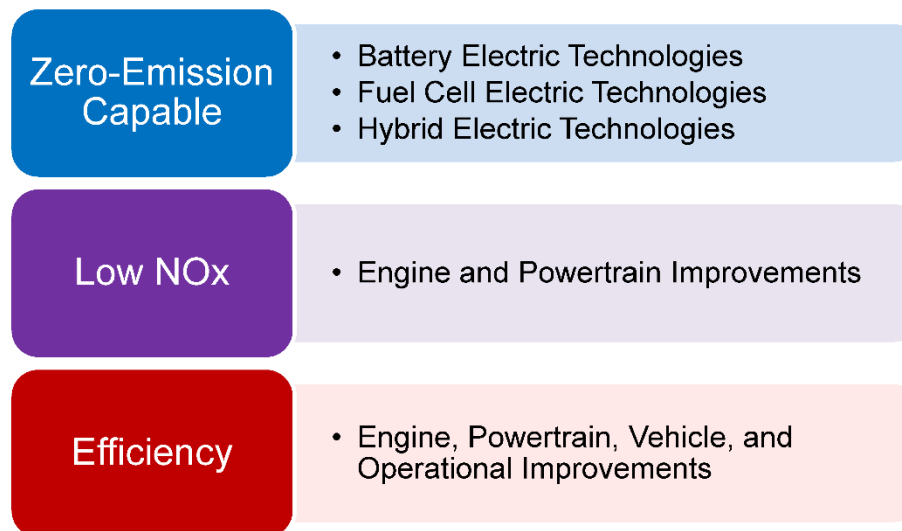 Zero-Emission
Capable
• Battery Electric Technologies
• Fuel Cell Electric Technologies
• Hybrid Electric Technologies
Low NOx
• Engine and Powertrain Improvements
Efficiency
• Engine, Powertrain, Vehicle, and
Operational Improvements